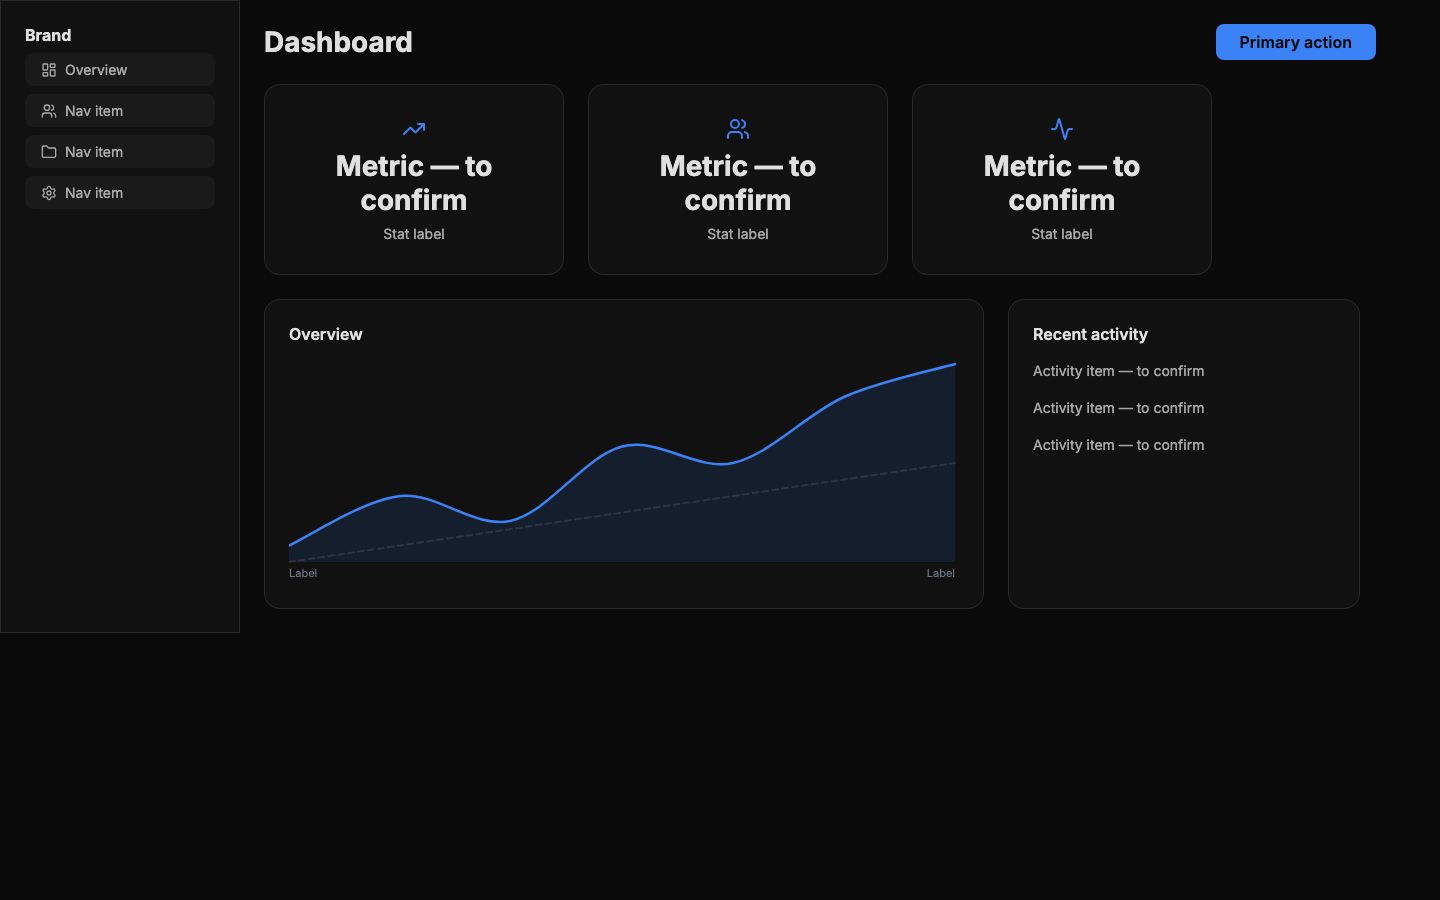 Brand
Overview
Nav item
Nav item
Nav item
Dashboard
Primary action
Metric — to
confirm
Stat label
Metric — to
confirm
Stat label
Metric — to
confirm
Stat label
Overview
Label
Label
Recent activity
Activity item — to confirm
Activity item — to confirm
Activity item — to confirm